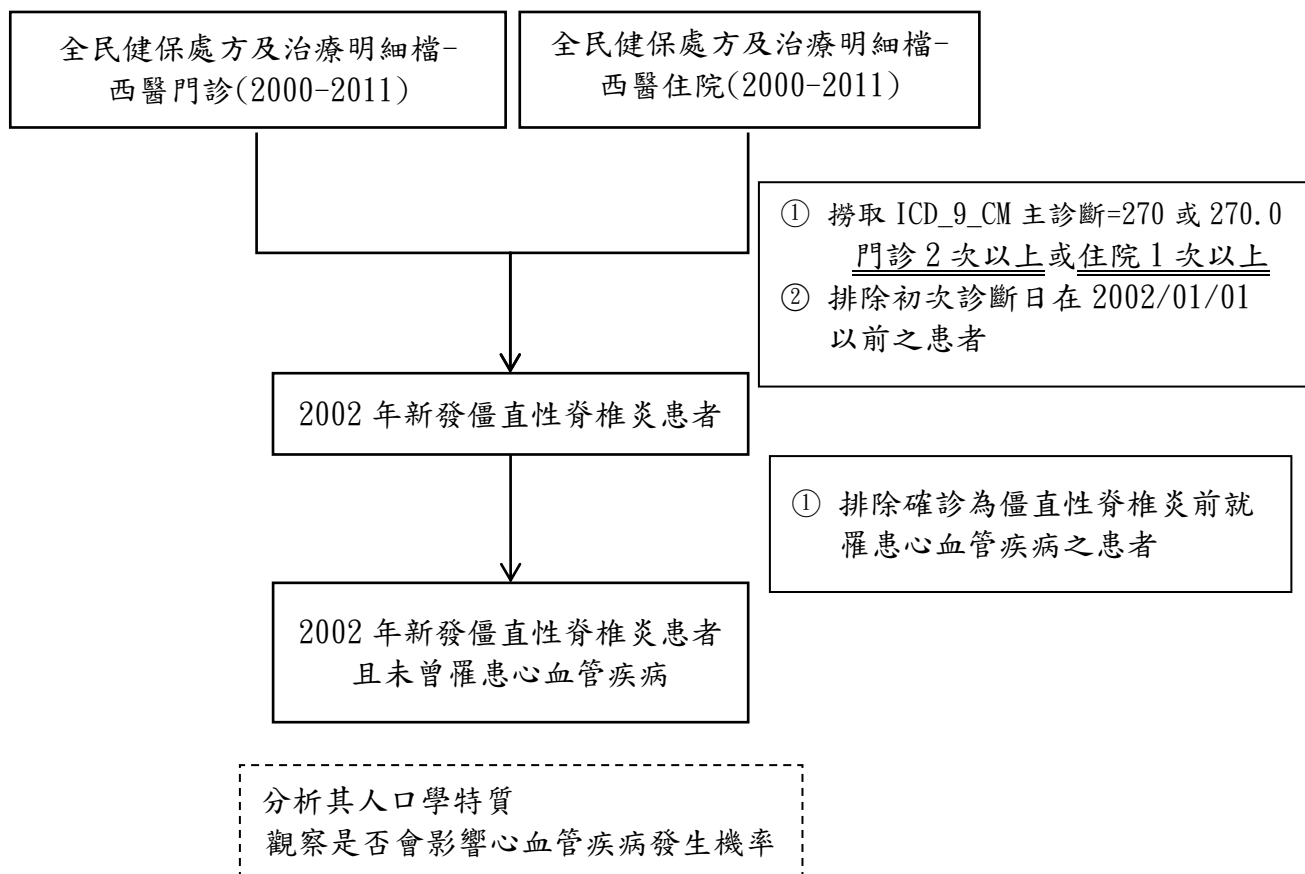 全民健保處方及治療明細檔-
西醫門診(2000-2011)
全民健保處方及治療明細檔-
西醫住院(2000-2011)
① 撈取 ICD_9_CM 主診斷=270 或 270.0
門診 2 次以上或住院 1 次以上
② 排除初次診斷日在 2002/01/01
以前之患者
2002 年新發僵直性脊椎炎患者
① 排除確診為僵直性脊椎炎前就
罹患心血管疾病之患者
2002 年新發僵直性脊椎炎患者
且未曾罹患心血管疾病
分析其人口學特質
觀察是否會影響心血管疾病發生機率